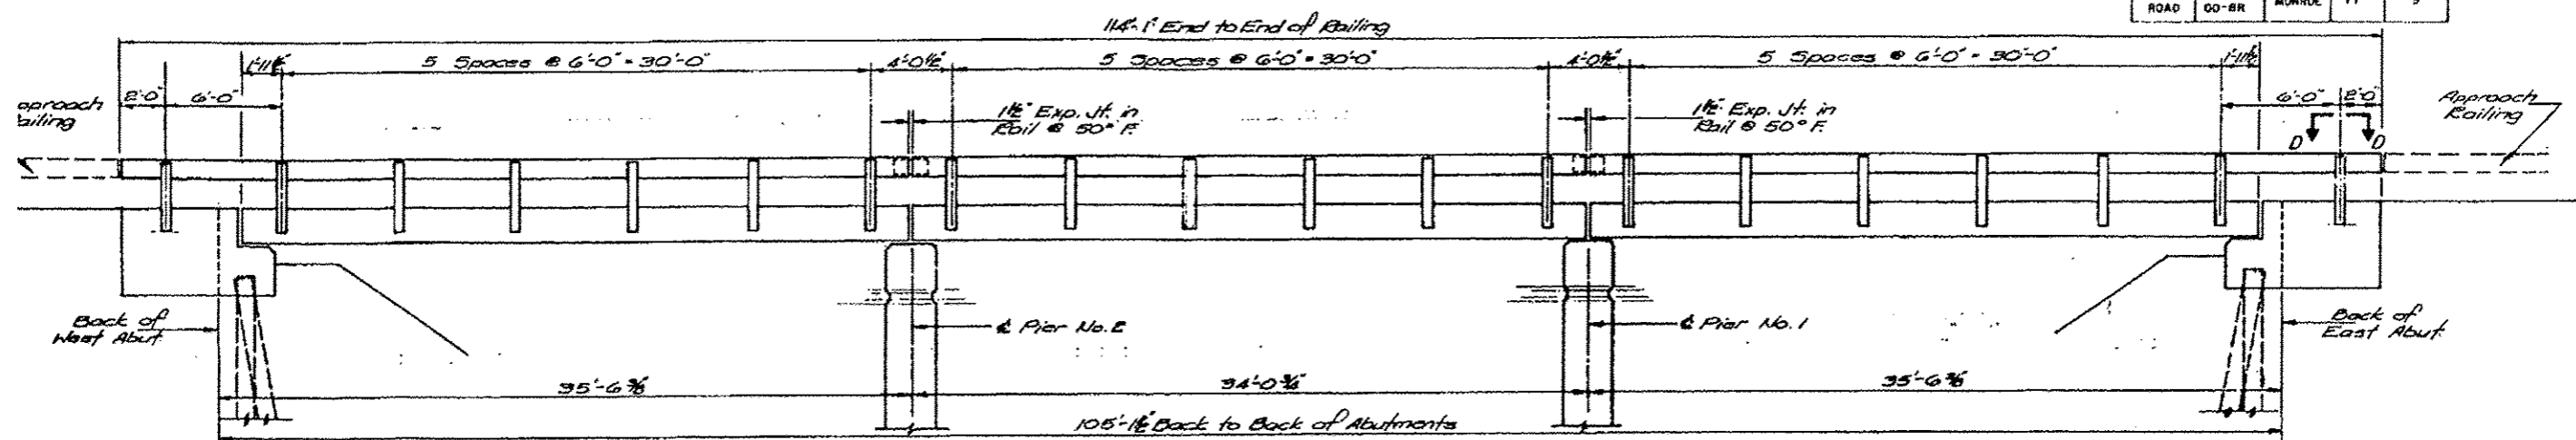 ROAD 00-BR MONROE 11 9
114'-1" End to End of Railing
1'-11½" 5 Spaces @ 6'-0" = 30'-0" 4'-0½" 5 Spaces @ 6'-0" = 30'-0" 4'-0½" 5 Spaces @ 6'-0" = 30'-0" 1'-11½"
2'-0" 6'-0" 6'-0" 2'-0"
pproach
ailing
1½" Exp. Jt. in
Rail @ 50° F.
1½" Exp. Jt. in
Rail @ 50° F.
Approach
Railing
D D
Back of
West Abut.
℄ Pier No. 2
℄ Pier No. 1
Back of
East Abut.
35'-6⅜" 34'-0¾" 35'-6⅜"
105'-1½" Back to Back of Abutments